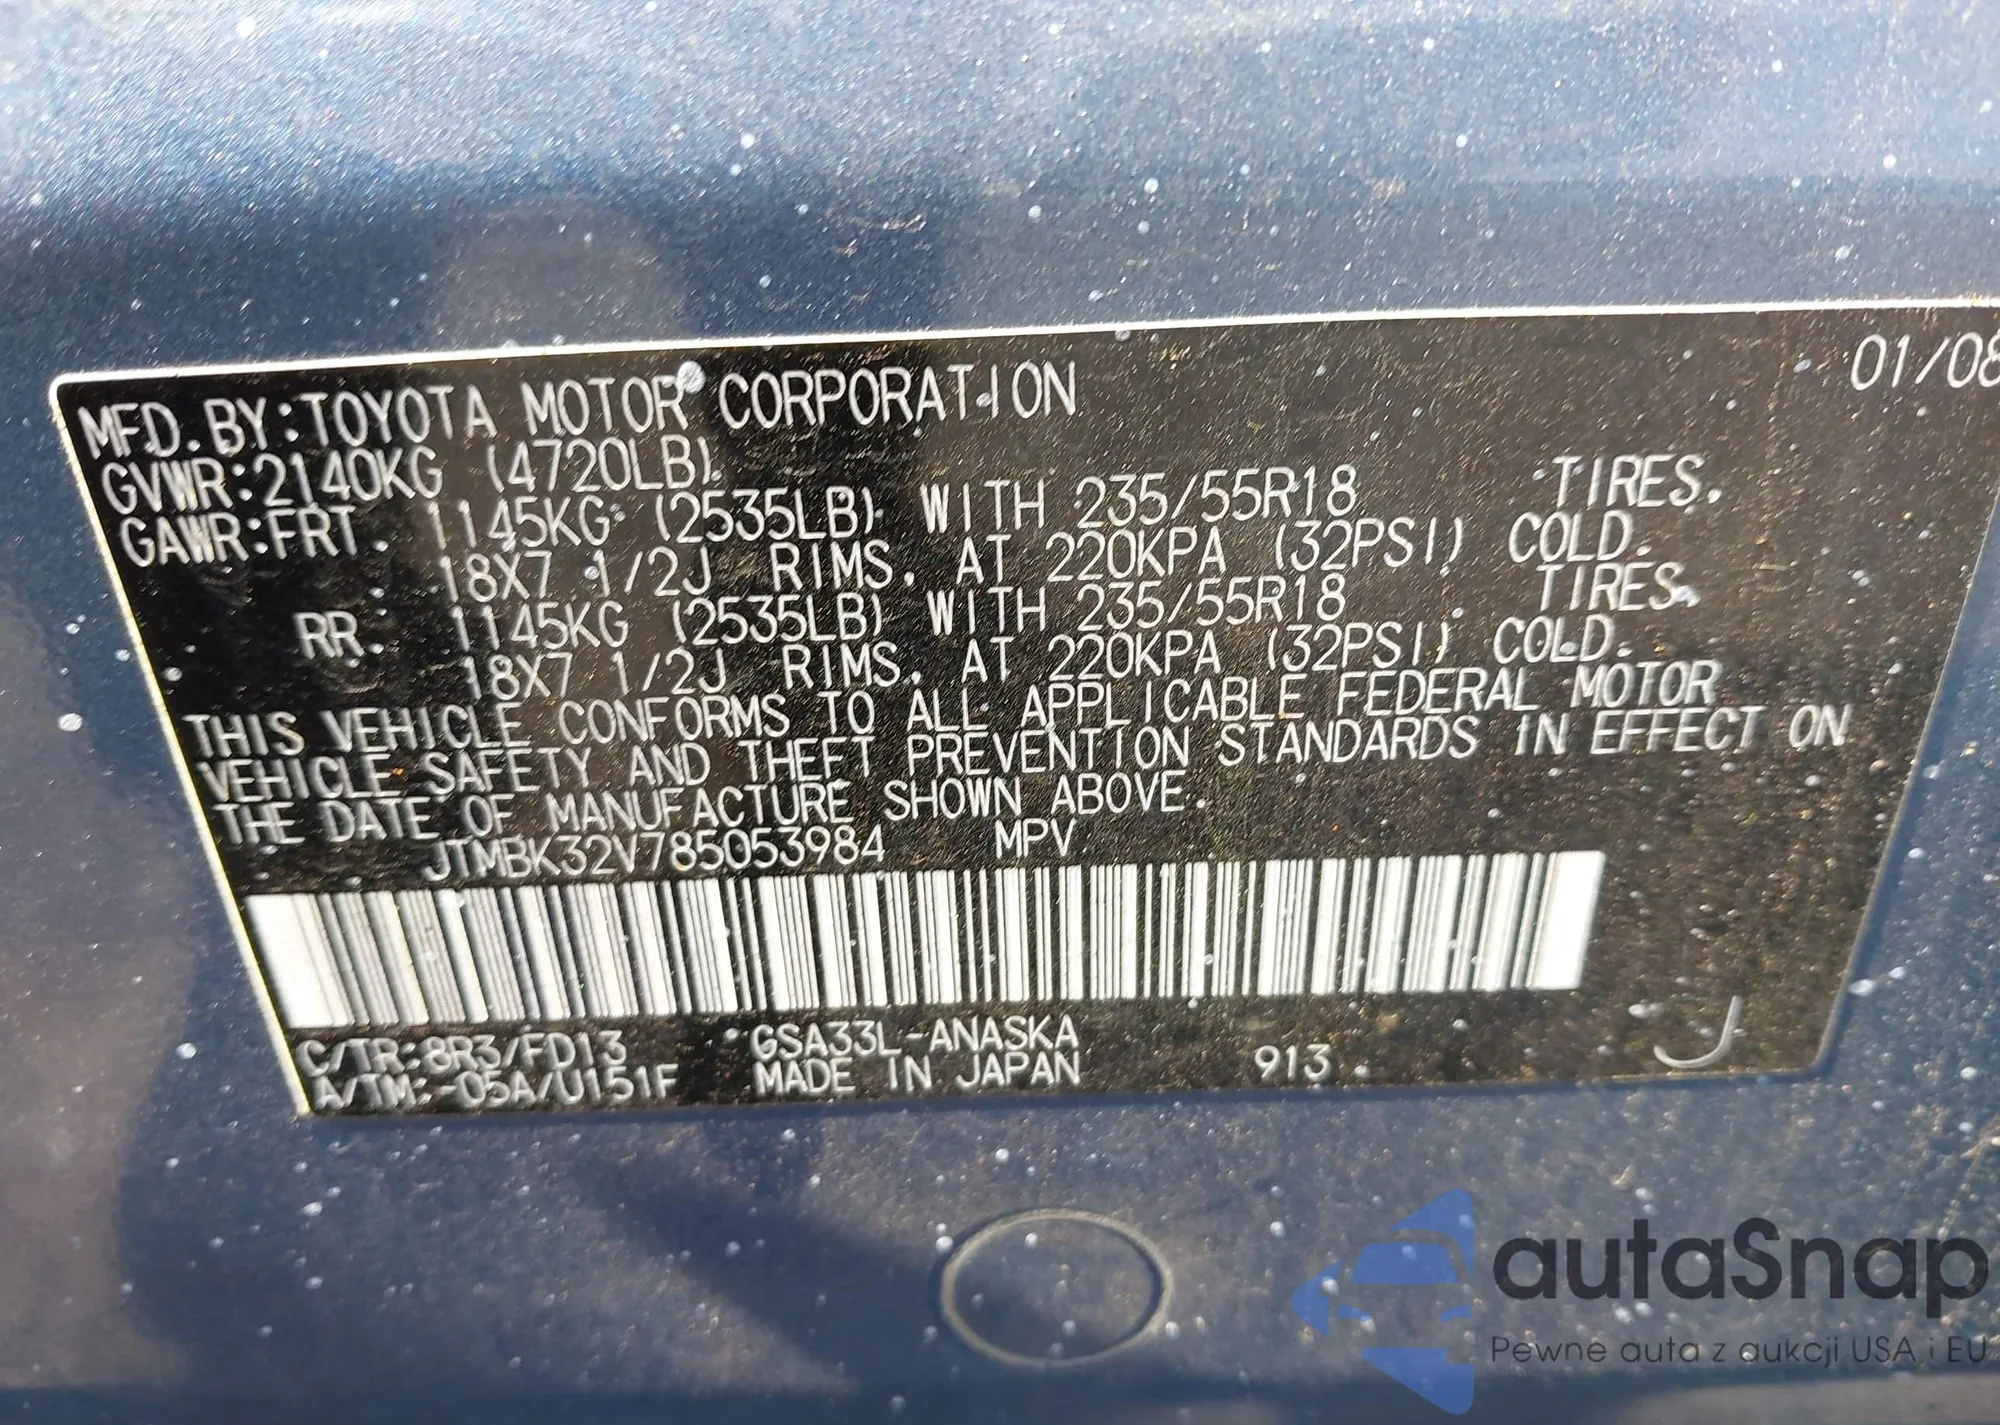 01/08
MFD.BY:TOYOTA MOTOR CORPORATION
GVWR:2140KG (4720LB)
GAWR:FRT. 1145KG (2535LB) WITH 235/55R18 TIRES.
18X7 1/2J RIMS, AT 220KPA (32PSI) COLD.
RR. 1145KG (2535LB) WITH 235/55R18 TIRES.
18X7 1/2J RIMS, AT 220KPA (32PSI) COLD.
THIS VEHICLE CONFORMS TO ALL APPLICABLE FEDERAL MOTOR
VEHICLE SAFETY AND THEFT PREVENTION STANDARDS IN EFFECT ON
THE DATE OF MANUFACTURE SHOWN ABOVE.
JTMBK32V785053984 MPV
C/TR:8R3/FD13 GSA33L-ANASKA
A/TM:-05A/U151F MADE IN JAPAN 913 J
autaSnap
Pewne auta z aukcji USA i EU